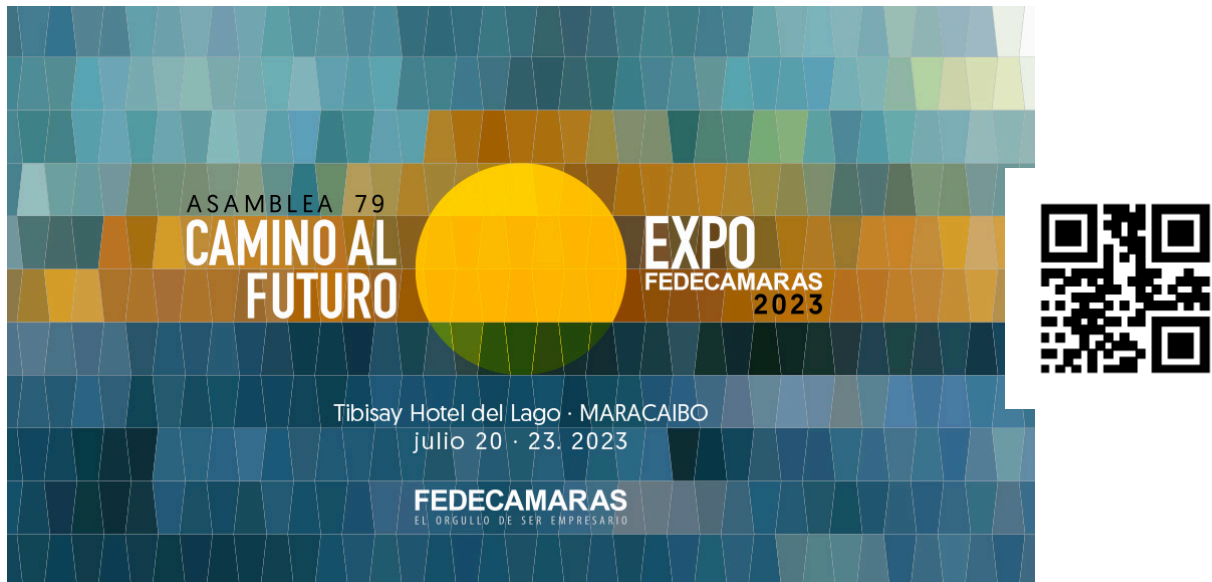 ASAMBLEA 79
CAMINO AL
FUTURO
EXPO
FEDECAMARAS
2023
Tibisay Hotel del Lago · MARACAIBO
julio 20 · 23. 2023
FEDECAMARAS
EL ORGULLO DE SER EMPRESARIO